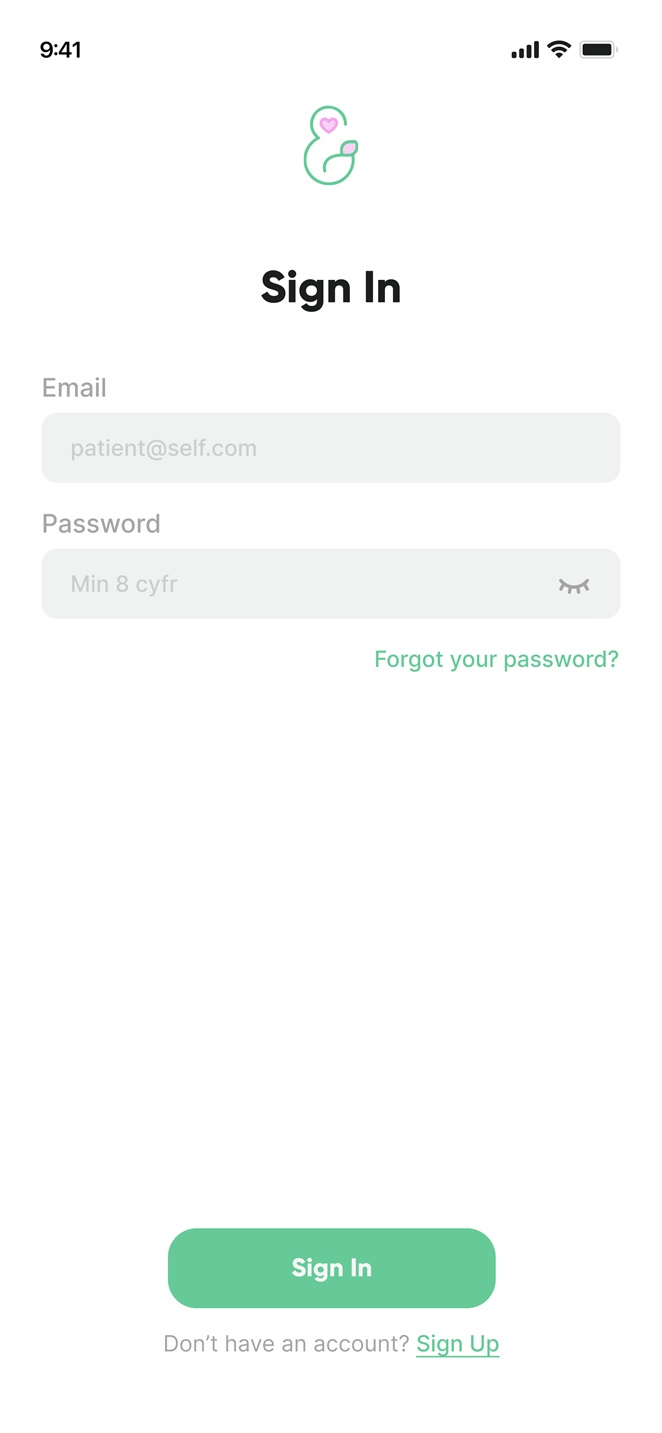 9:41
Sign In
Email
patient@self.com
Password
Min 8 cyfr
Forgot your password?
Sign In
Don’t have an account? Sign Up